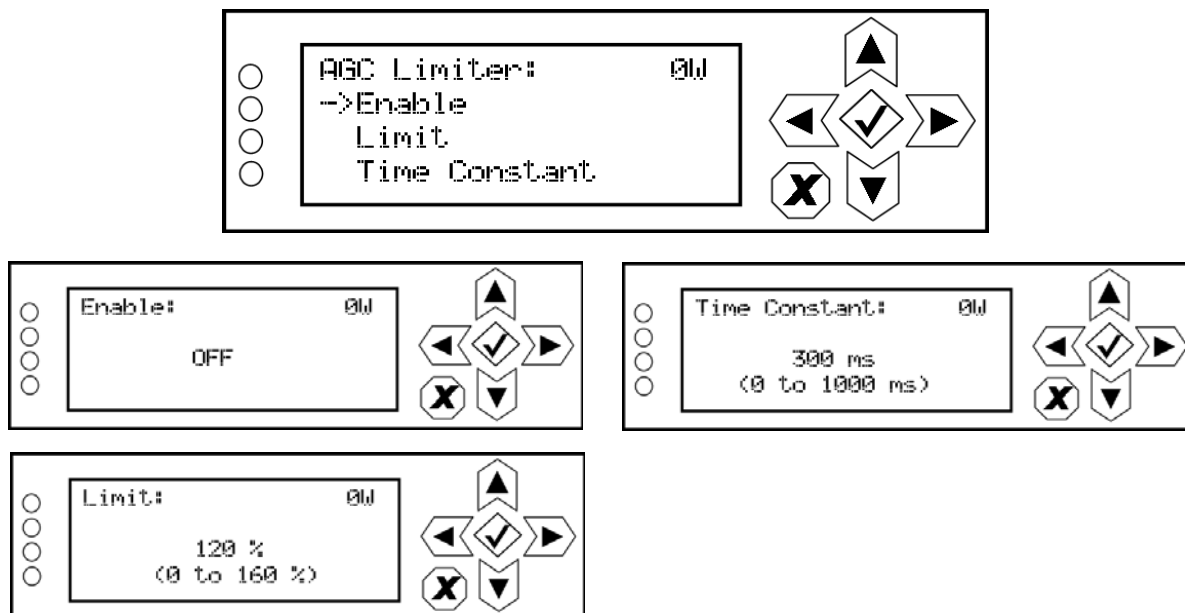 AGC Limiter: 0W
->Enable
Limit
Time Constant
Enable: 0W
OFF
Time Constant: 0W
300 ms
(0 to 1000 ms)
Limit: 0W
120 %
(0 to 160 %)